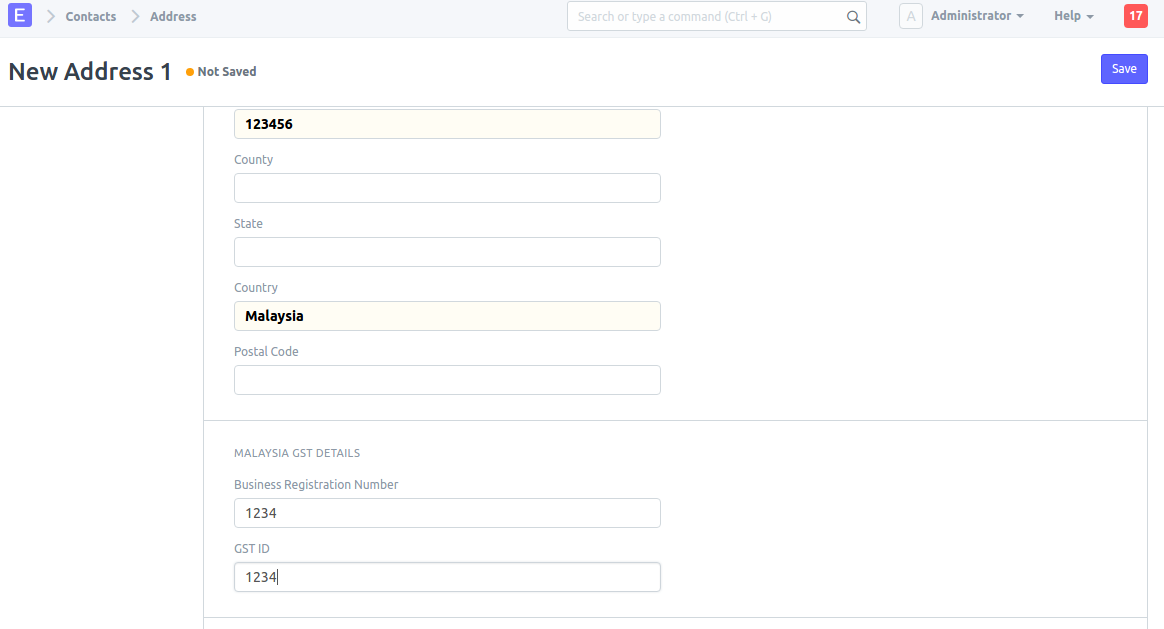 E Contacts Address Search or type a command (Ctrl + G) A Administrator Help 17
New Address 1 Not Saved Save
123456
County
State
Country
Malaysia
Postal Code
MALAYSIA GST DETAILS
Business Registration Number
1234
GST ID
1234